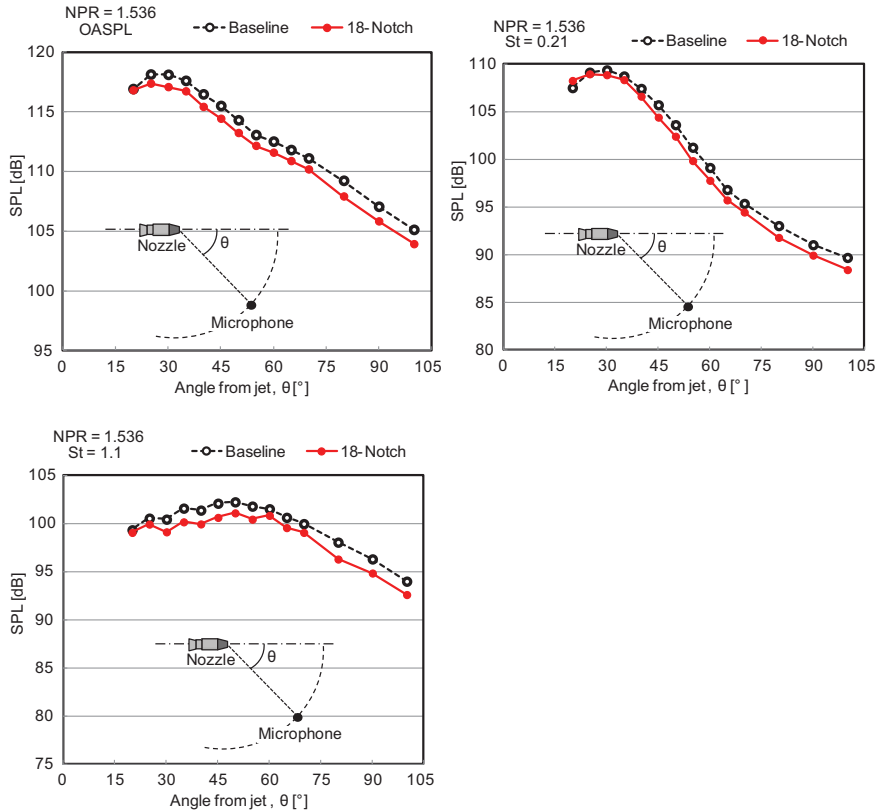 NPR = 1.536
OASPL
Baseline
18-Notch
120
115
110
105
100
95
SPL [dB]
0
15
30
45
60
75
90
105
Angle from jet , θ [°]
Nozzle
θ
Microphone
NPR = 1.536
St = 0.21
Baseline
18-Notch
110
105
100
95
90
85
80
SPL [dB]
0
15
30
45
60
75
90
105
Angle from jet , θ [°]
Nozzle
θ
Microphone
NPR = 1.536
St = 1.1
Baseline
18-Notch
105
100
95
90
85
80
75
SPL [dB]
0
15
30
45
60
75
90
105
Angle from jet , θ [°]
Nozzle
θ
Microphone